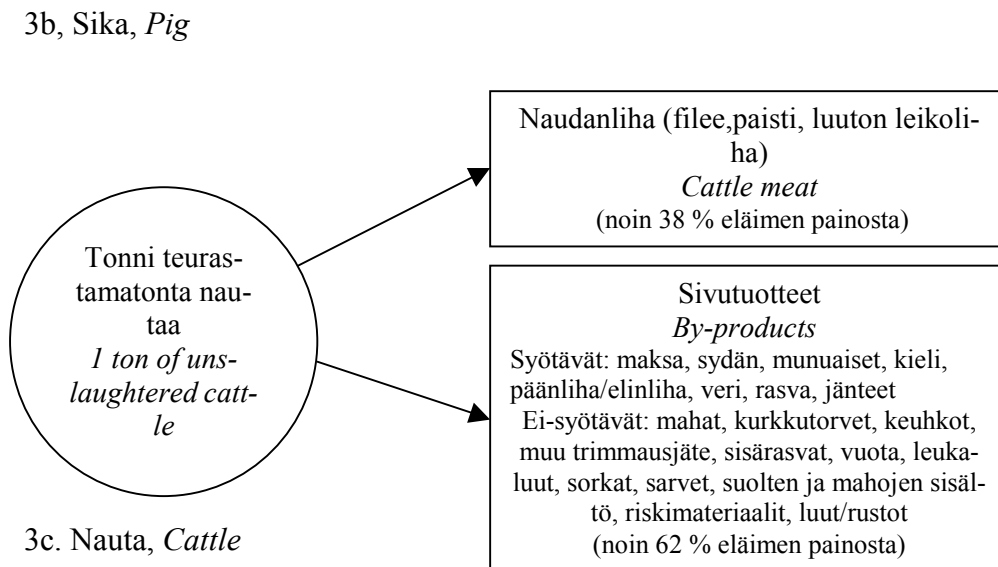 3b, Sika, Pig
Naudanliha (filee,paisti, luuton leikoli-
ha)
Cattle meat
(noin 38 % eläimen painosta)
Tonni teuras-
tamatonta nau-
taa
1 ton of uns-
laughtered catt-
le
Sivutuotteet
By-products
Syötävät: maksa, sydän, munuaiset, kieli,
päänliha/elinliha, veri, rasva, jänteet
Ei-syötävät: mahat, kurkkutorvet, keuhkot,
muu trimmausjäte, sisärasvat, vuota, leuka-
luut, sorkat, sarvet, suolten ja mahojen sisäl-
tö, riskimateriaalit, luut/rustot
(noin 62 % eläimen painosta)
3c. Nauta, Cattle